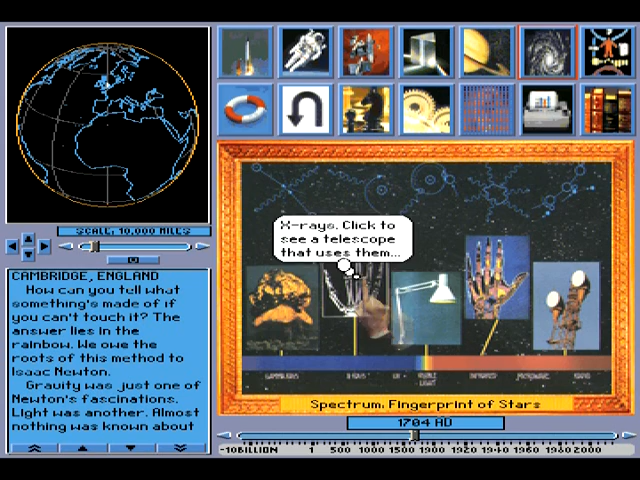 X-rays. Click to
see a telescope
that uses them...
SCALE: 10,000 MILES
CAMBRIDGE, ENGLAND
How can you tell what
something's made of if
you can't touch it? The
answer lies in the
rainbow. We owe the
roots of this method to
Isaac Newton.
Gravity was just one of
Newton's fascinations.
Light was another. Almost
nothing was known about
Spectrum: Fingerprint of Stars
1704 AD
-10BILLION 1 500 1000 1500 1900 1920 1940 1960 1980 2000